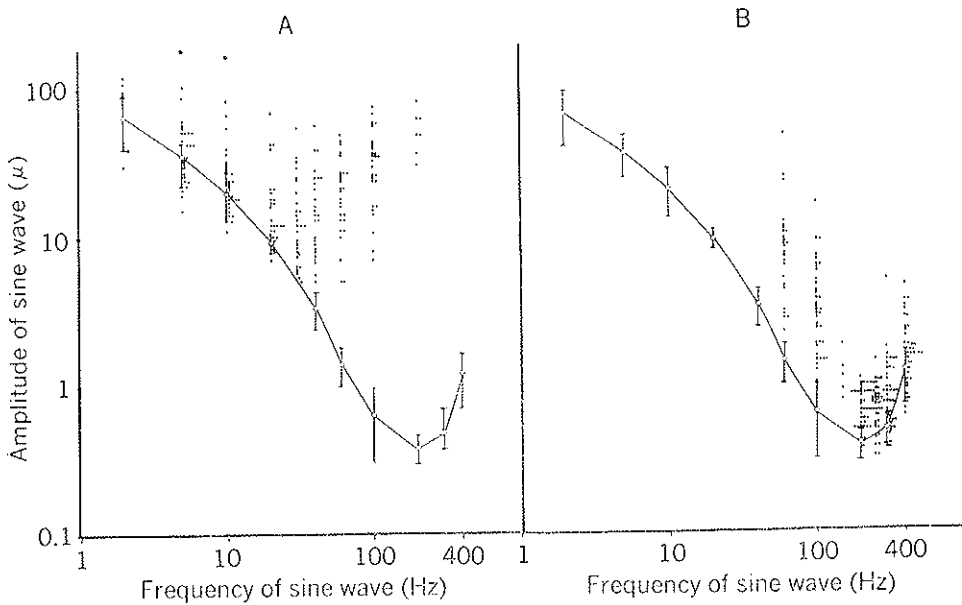 A
B
Amplitude of sine wave (μ)
100
10
1
0.1
1
10
100
400
Frequency of sine wave (Hz)
1
10
100
400
Frequency of sine wave (Hz)